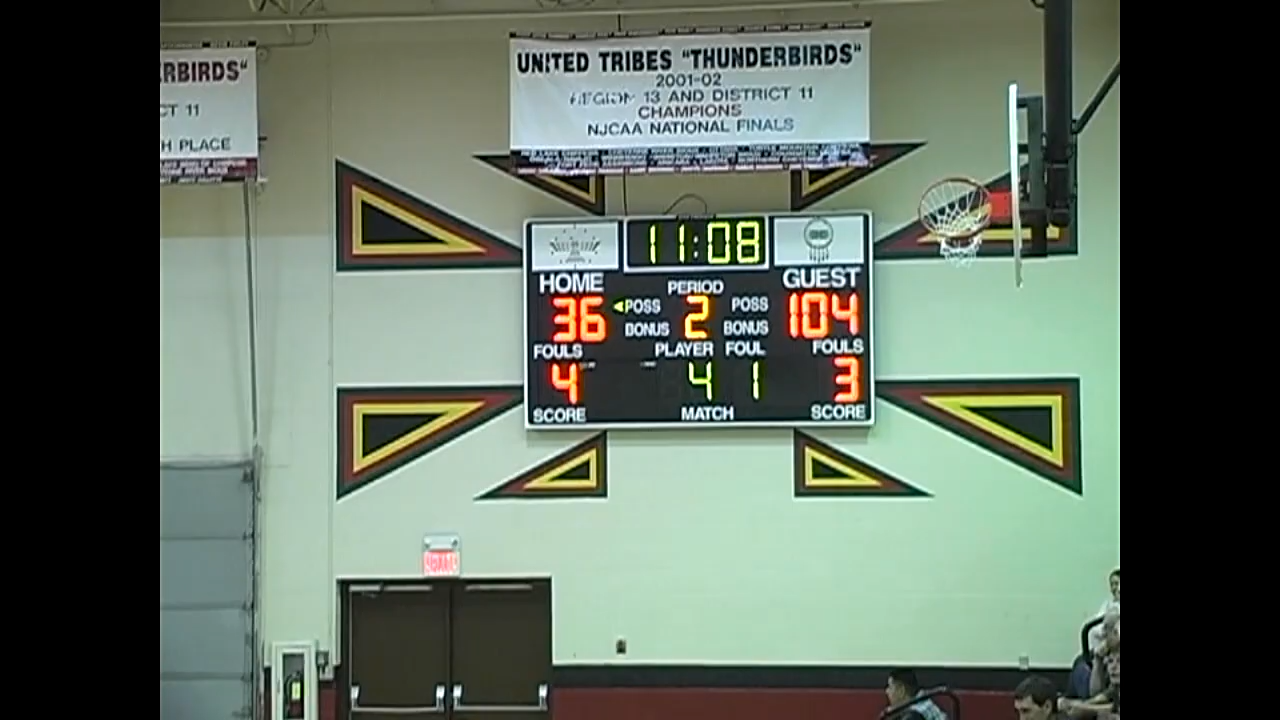 ERBIRDS"
CT 11
H PLACE
UNITED TRIBES "THUNDERBIRDS"
2001-02
REGION 13 AND DISTRICT 11
CHAMPIONS
NJCAA NATIONAL FINALS
11:08
HOME PERIOD GUEST
36 POSS 2 POSS 104
BONUS BONUS
FOULS PLAYER FOUL FOULS
4 4 1 3
SCORE MATCH SCORE